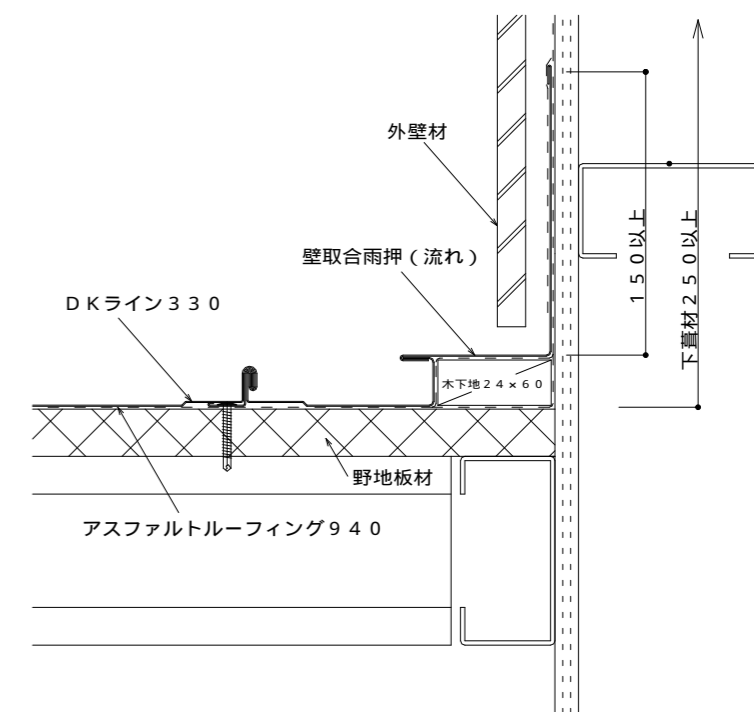 外壁材
壁取合雨押（流れ）
ＤＫライン３３０
１５０以上
下葺材２５０以上
木下地２４×６０
野地板材
アスファルトルーフィング９４０